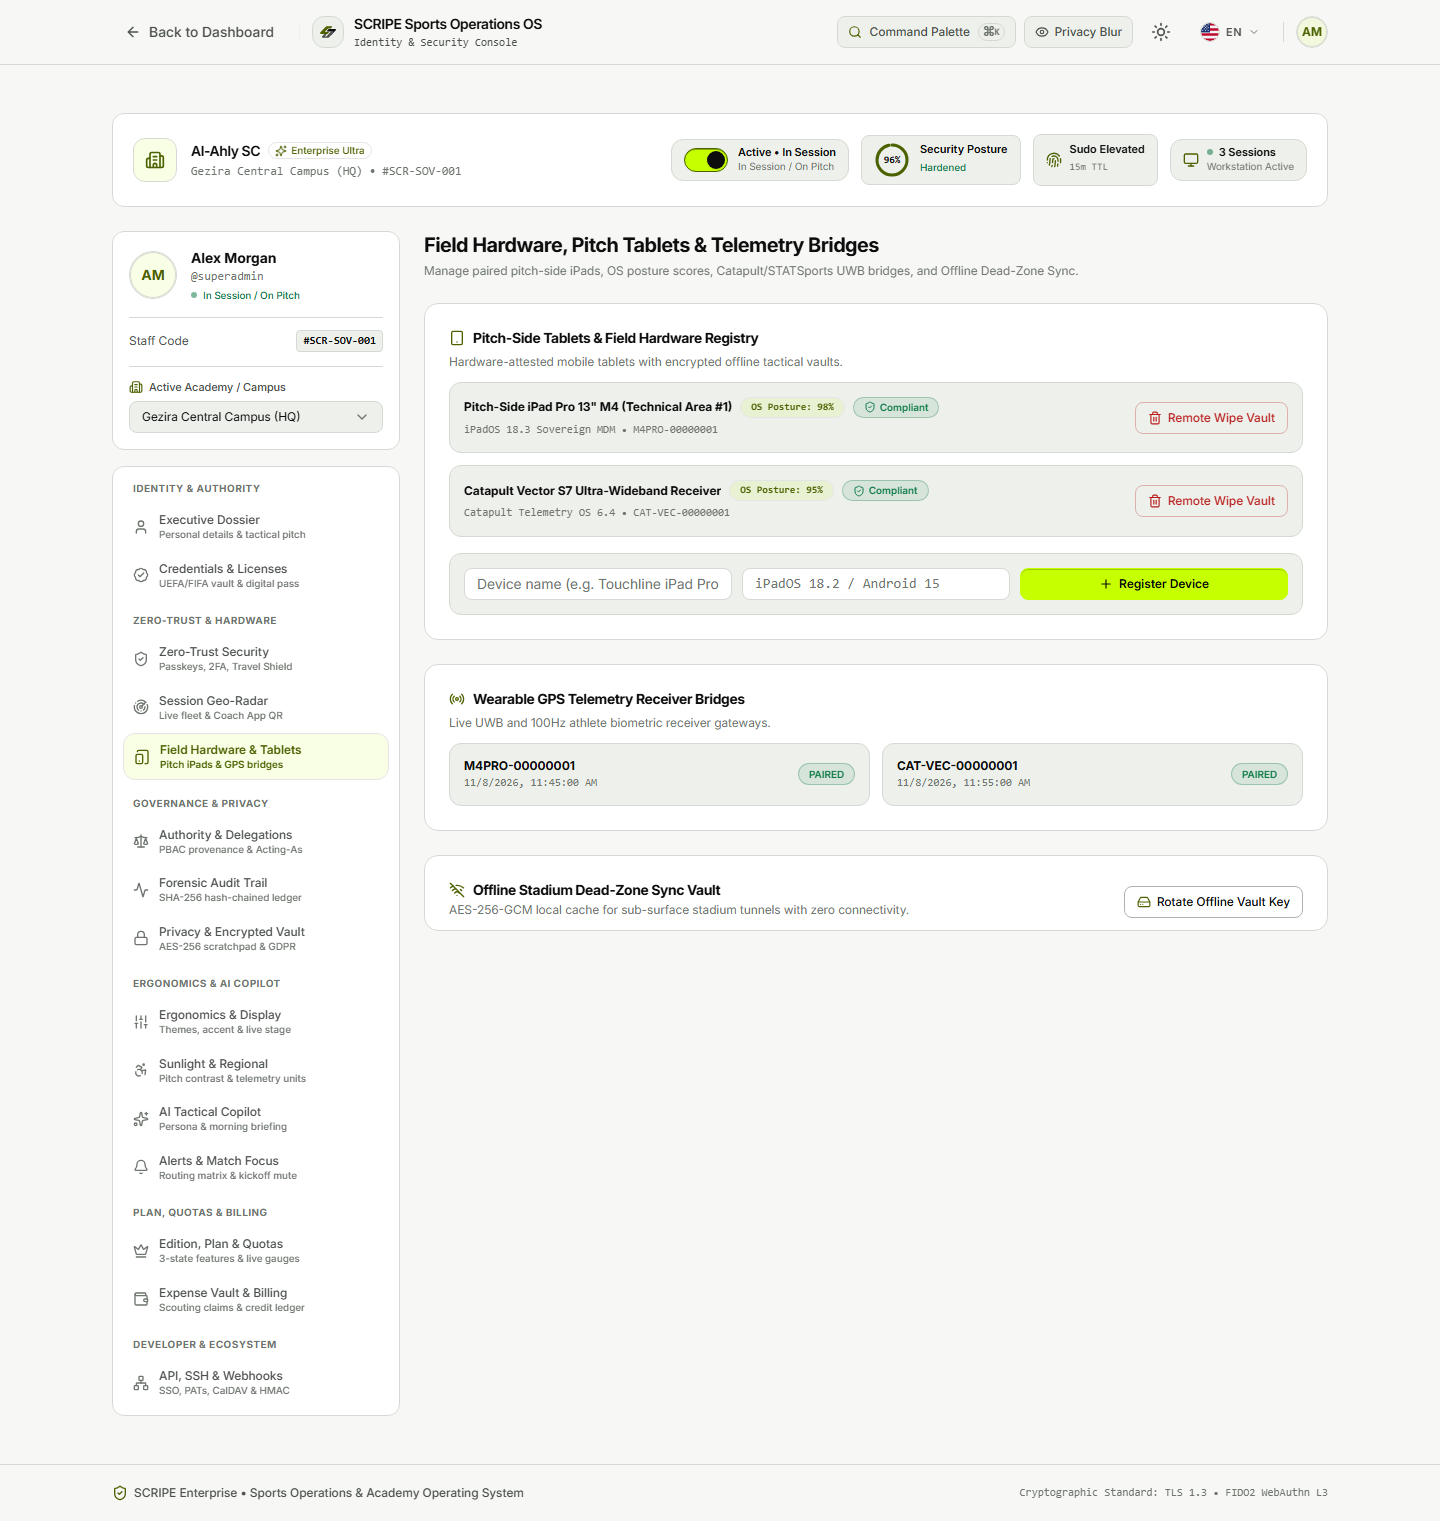 Back to Dashboard
SCRIPE Sports Operations OS
Identity & Security Console
Command Palette ⌘K
Privacy Blur
EN
AM
Al-Ahly SC
Enterprise Ultra
Gezira Central Campus (HQ) • #SCR-SOV-001
Active • In Session
In Session / On Pitch
96%
Security Posture
Hardened
Sudo Elevated
15m TTL
3 Sessions
Workstation Active
AM
Alex Morgan
@superadmin
In Session / On Pitch
Staff Code
#SCR-SOV-001
Active Academy / Campus
Gezira Central Campus (HQ)
IDENTITY & AUTHORITY
Executive Dossier
Personal details & tactical pitch
Credentials & Licenses
UEFA/FIFA vault & digital pass
ZERO-TRUST & HARDWARE
Zero-Trust Security
Passkeys, 2FA, Travel Shield
Session Geo-Radar
Live fleet & Coach App QR
Field Hardware & Tablets
Pitch iPads & GPS bridges
GOVERNANCE & PRIVACY
Authority & Delegations
PBAC provenance & Acting-As
Forensic Audit Trail
SHA-256 hash-chained ledger
Privacy & Encrypted Vault
AES-256 scratchpad & GDPR
ERGONOMICS & AI COPILOT
Ergonomics & Display
Themes, accent & live stage
Sunlight & Regional
Pitch contrast & telemetry units
AI Tactical Copilot
Persona & morning briefing
Alerts & Match Focus
Routing matrix & kickoff mute
PLAN, QUOTAS & BILLING
Edition, Plan & Quotas
3-state features & live gauges
Expense Vault & Billing
Scouting claims & credit ledger
DEVELOPER & ECOSYSTEM
API, SSH & Webhooks
SSO, PATs, CalDAV & HMAC
Field Hardware, Pitch Tablets & Telemetry Bridges
Manage paired pitch-side iPads, OS posture scores, Catapult/STATSports UWB bridges, and Offline Dead-Zone Sync.
Pitch-Side Tablets & Field Hardware Registry
Hardware-attested mobile tablets with encrypted offline tactical vaults.
Pitch-Side iPad Pro 13" M4 (Technical Area #1)
OS Posture: 98%
Compliant
iPadOS 18.3 Sovereign MDM • M4PRO-00000001
Remote Wipe Vault
Catapult Vector S7 Ultra-Wideband Receiver
OS Posture: 95%
Compliant
Catapult Telemetry OS 6.4 • CAT-VEC-00000001
Remote Wipe Vault
Device name (e.g. Touchline iPad Pro
iPadOS 18.2 / Android 15
Register Device
Wearable GPS Telemetry Receiver Bridges
Live UWB and 100Hz athlete biometric receiver gateways.
M4PRO-00000001
11/8/2026, 11:45:00 AM
PAIRED
CAT-VEC-00000001
11/8/2026, 11:55:00 AM
PAIRED
Offline Stadium Dead-Zone Sync Vault
AES-256-GCM local cache for sub-surface stadium tunnels with zero connectivity.
Rotate Offline Vault Key
SCRIPE Enterprise • Sports Operations & Academy Operating System
Cryptographic Standard: TLS 1.3 • FIDO2 WebAuthn L3